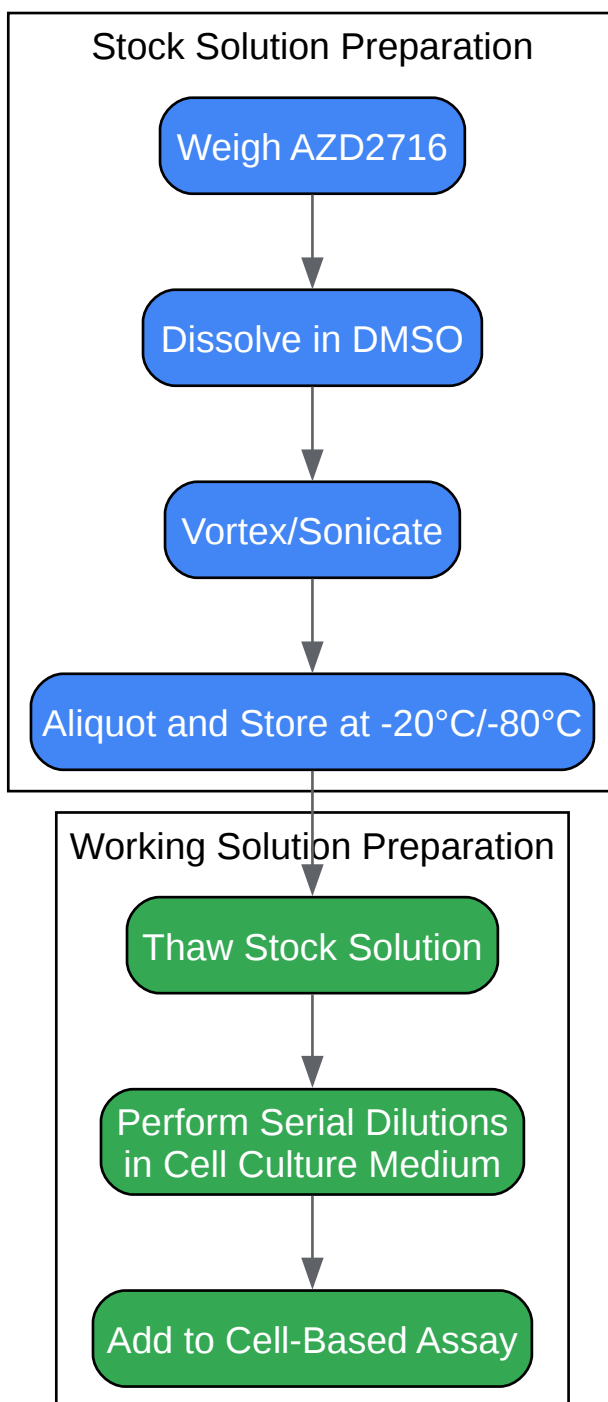 Stock Solution Preparation
Weigh AZD2716
Dissolve in DMSO
Vortex/Sonicate
Aliquot and Store at -20°C/-80°C
Working Solution Preparation
Thaw Stock Solution
Perform Serial Dilutions
in Cell Culture Medium
Add to Cell-Based Assay